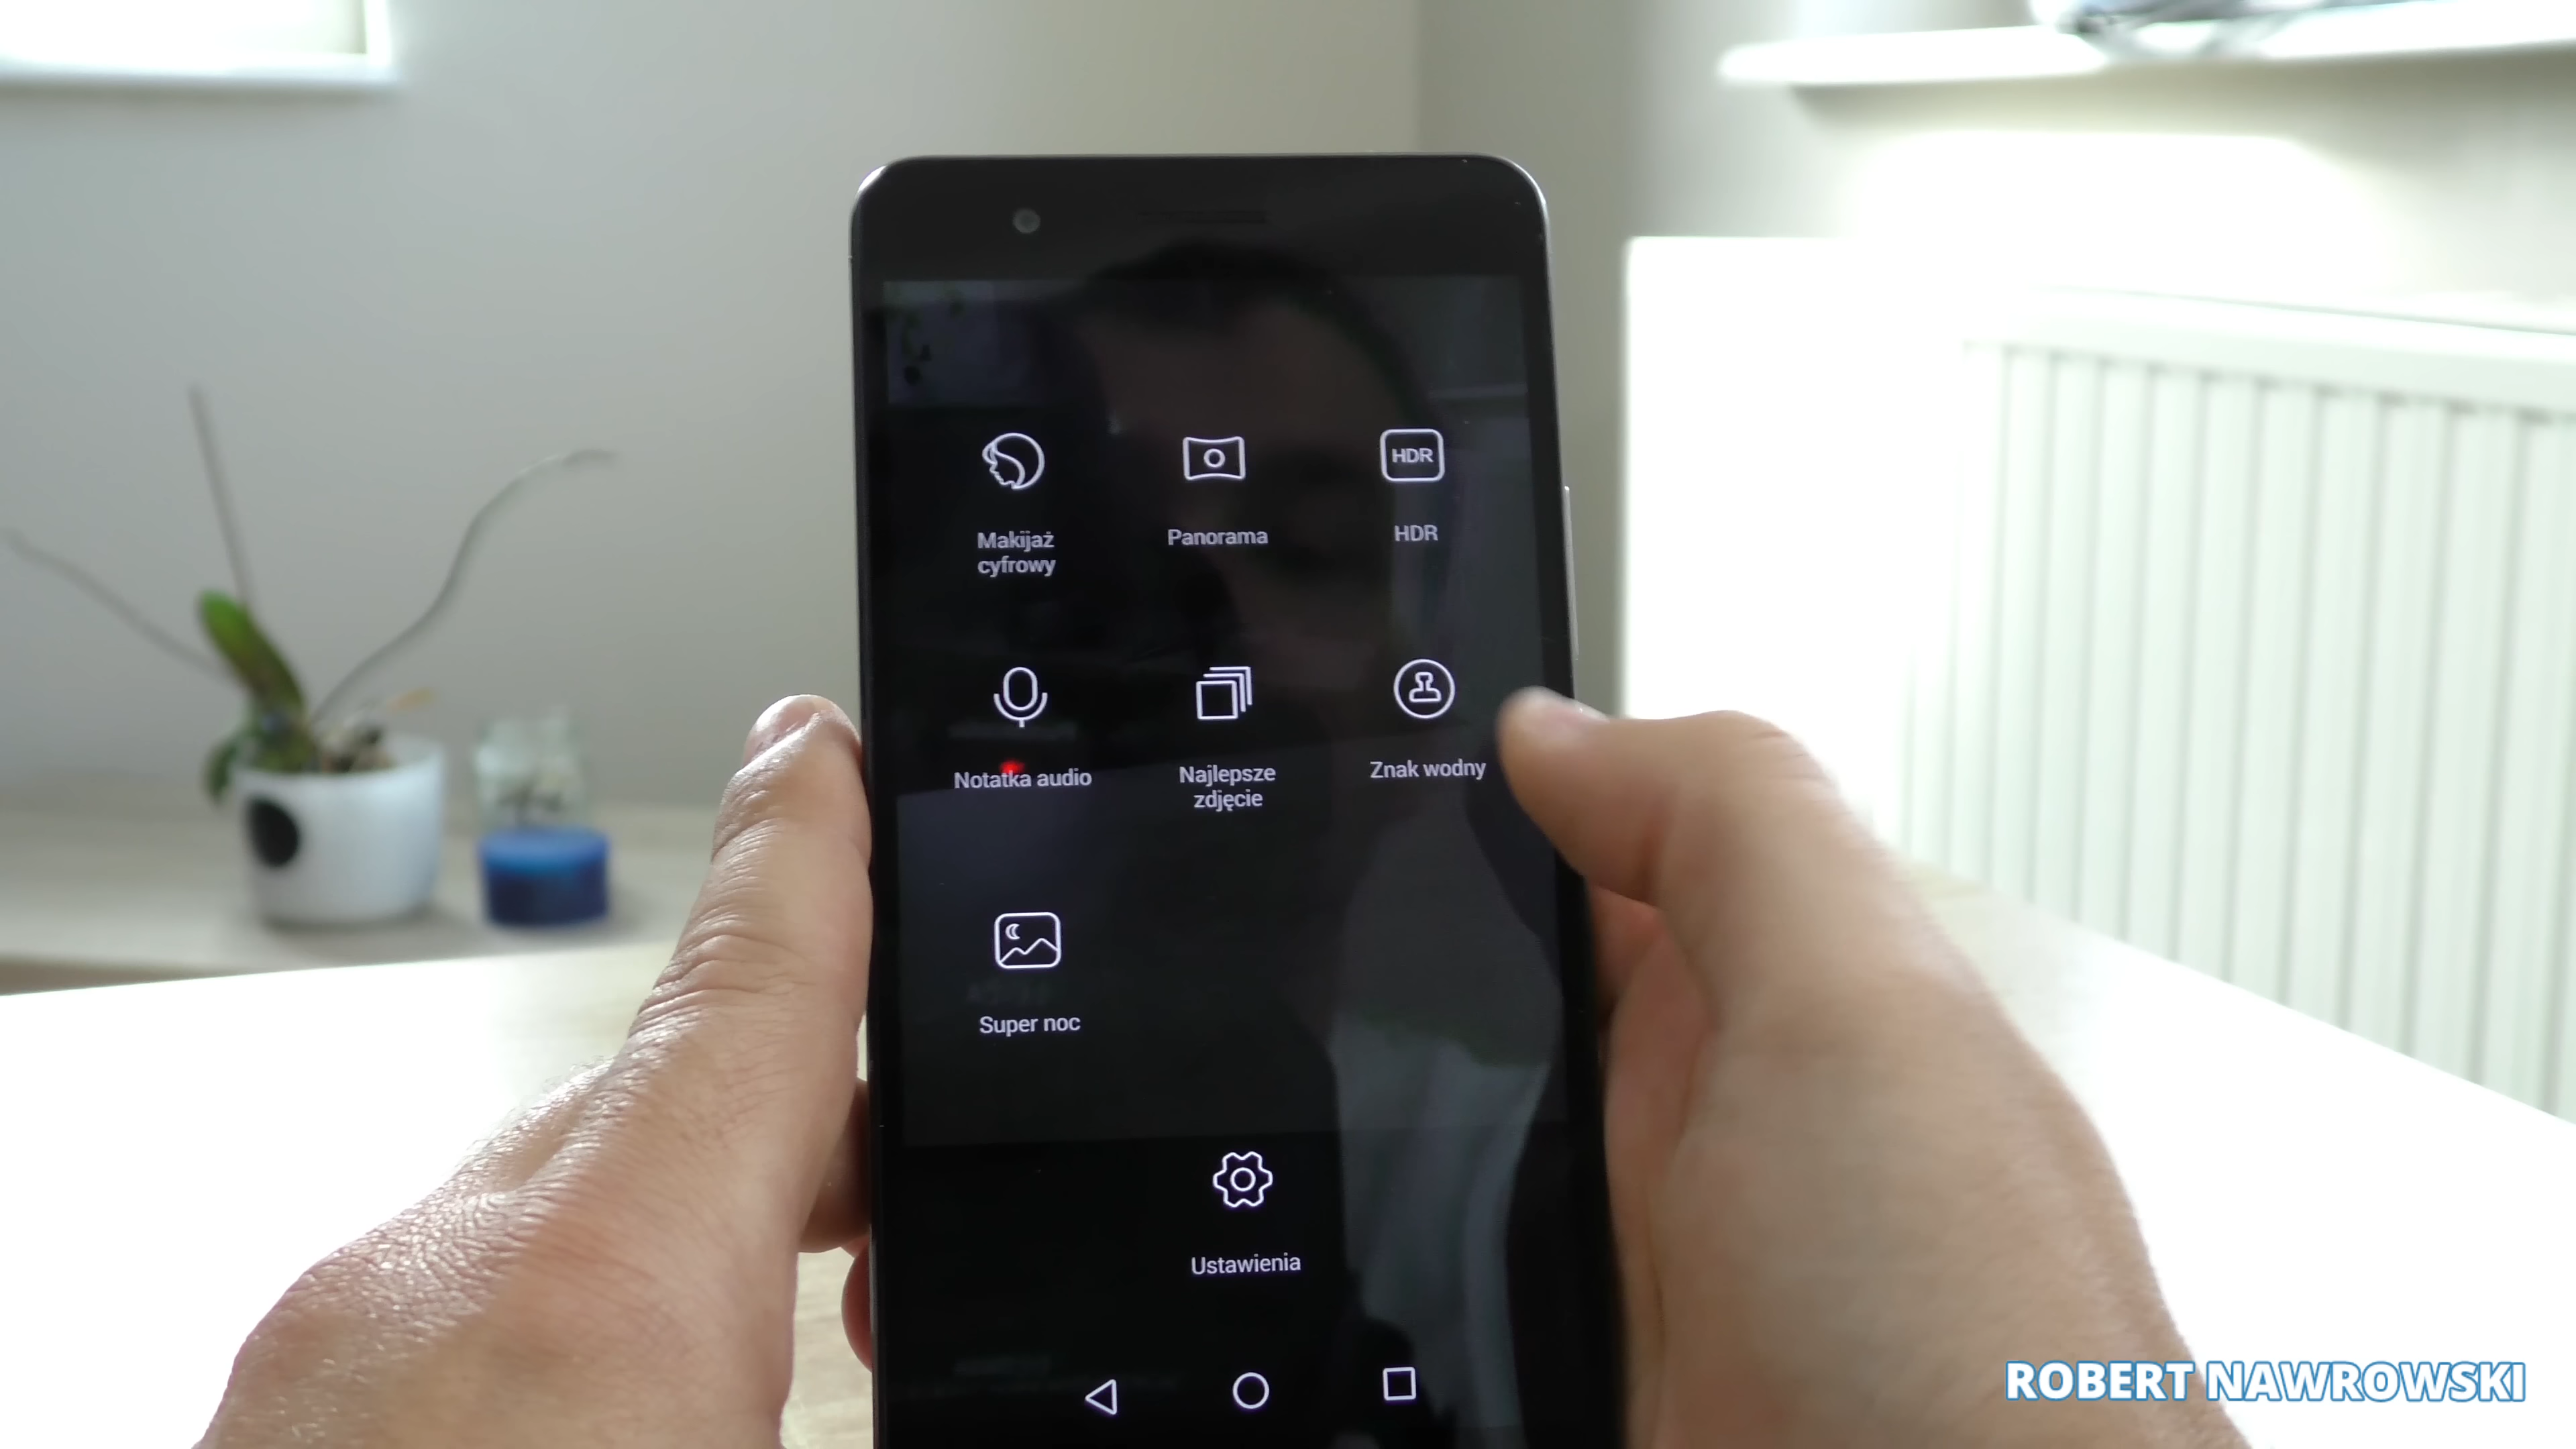 HDR
Makijaż
cyfrowy
Panorama
HDR
Notatka audio
Najlepsze
zdjęcie
Znak wodny
Super noc
Ustawienia
ROBERT NAWROWSKI